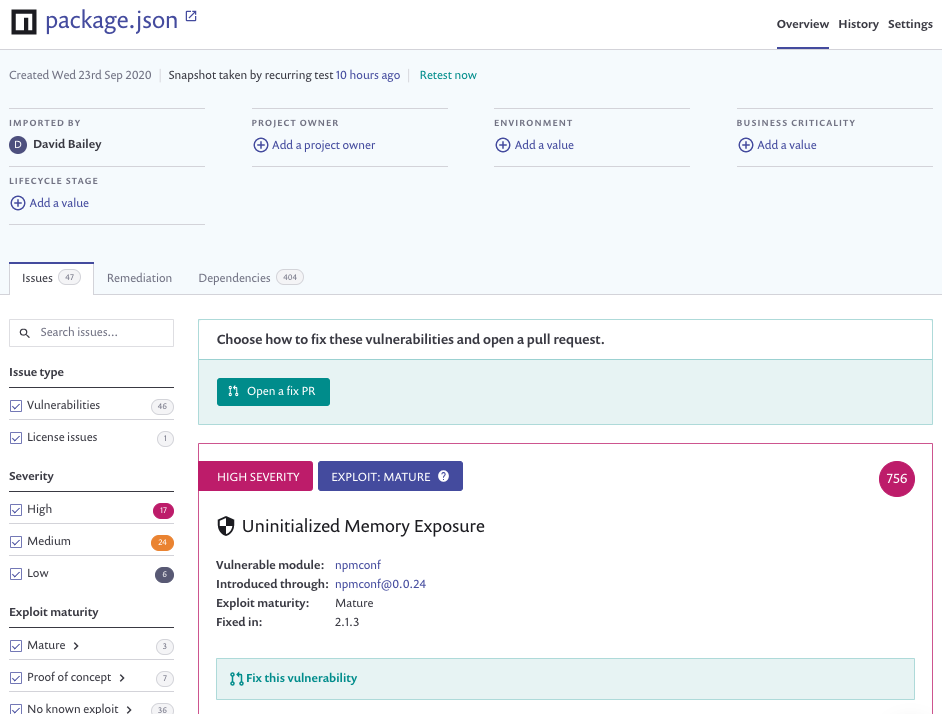 package.json
Overview History Settings
Created Wed 23rd Sep 2020 Snapshot taken by recurring test 10 hours ago Retest now
IMPORTED BY PROJECT OWNER ENVIRONMENT BUSINESS CRITICALITY
D David Bailey Add a project owner Add a value Add a value
LIFECYCLE STAGE
Add a value
Issues 47 Remediation Dependencies 404
Search issues...
Choose how to fix these vulnerabilities and open a pull request.
Open a fix PR
Issue type
Vulnerabilities 46
License issues 1
Severity
High 17
Medium 24
Low 6
Exploit maturity
Mature 3
Proof of concept 7
No known exploit 36
HIGH SEVERITY EXPLOIT: MATURE ? 756
Uninitialized Memory Exposure
Vulnerable module: npmconf
Introduced through: npmconf@0.0.24
Exploit maturity: Mature
Fixed in: 2.1.3
Fix this vulnerability